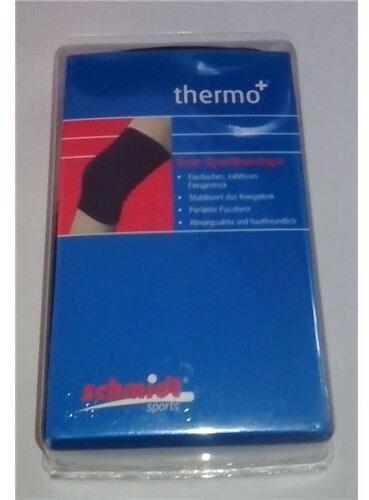 thermo+
Knie-Sportbandage
• Elastisches, nahtloses
Feingestrick
• Stabilisiert das Kniegelenk
• Perfekte Passform
• Atmungsaktiv und hautfreundlich
schmidt
sports